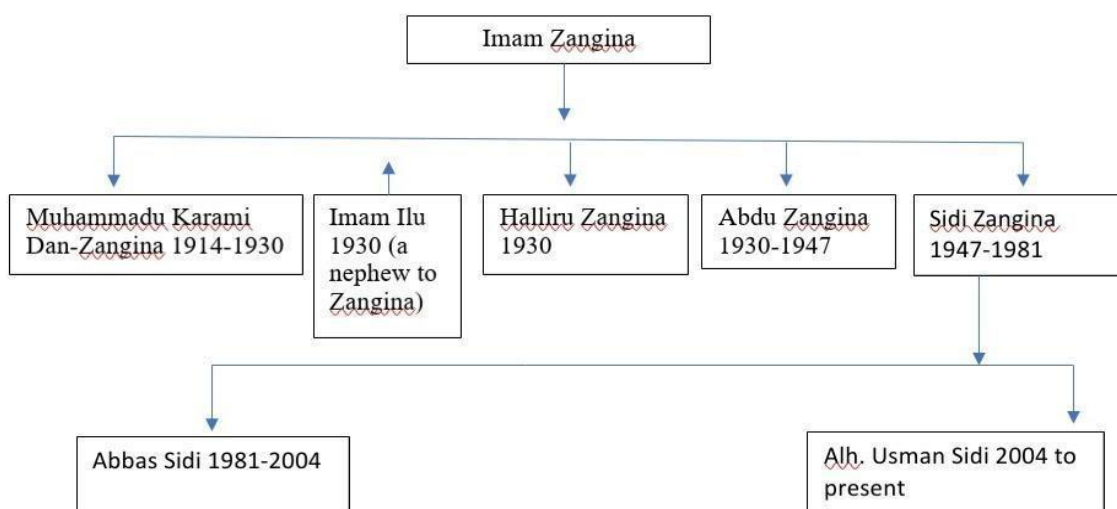 Imam Zangina
Muhammadu Karami
Dan-Zangina 1914-1930
Imam Ilu
1930 (a
nephew to
Zangina)
Halliru Zangina
1930
Abdu Zangina
1930-1947
Sidi Zangina
1947-1981
Abbas Sidi 1981-2004
Alh. Usman Sidi 2004 to
present